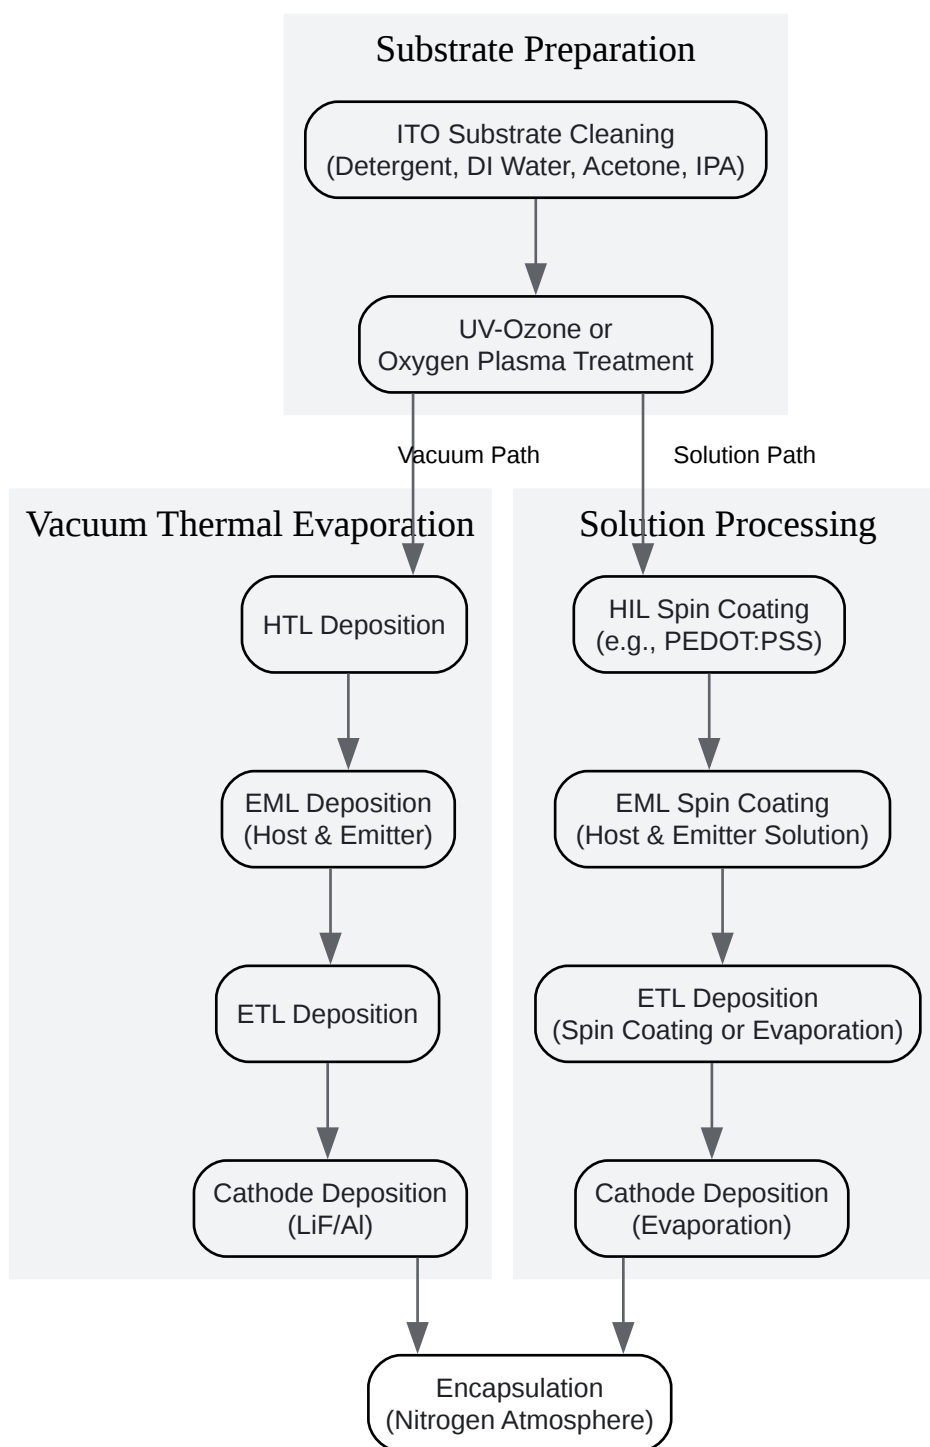 Substrate Preparation
ITO Substrate Cleaning
(Detergent, DI Water, Acetone, IPA)
UV-Ozone or
Oxygen Plasma Treatment
Vacuum Path
Solution Path
Vacuum Thermal Evaporation
HTL Deposition
EML Deposition
(Host & Emitter)
ETL Deposition
Cathode Deposition
(LiF/Al)
Solution Processing
HIL Spin Coating
(e.g., PEDOT:PSS)
EML Spin Coating
(Host & Emitter Solution)
ETL Deposition
(Spin Coating or Evaporation)
Cathode Deposition
(Evaporation)
Encapsulation
(Nitrogen Atmosphere)